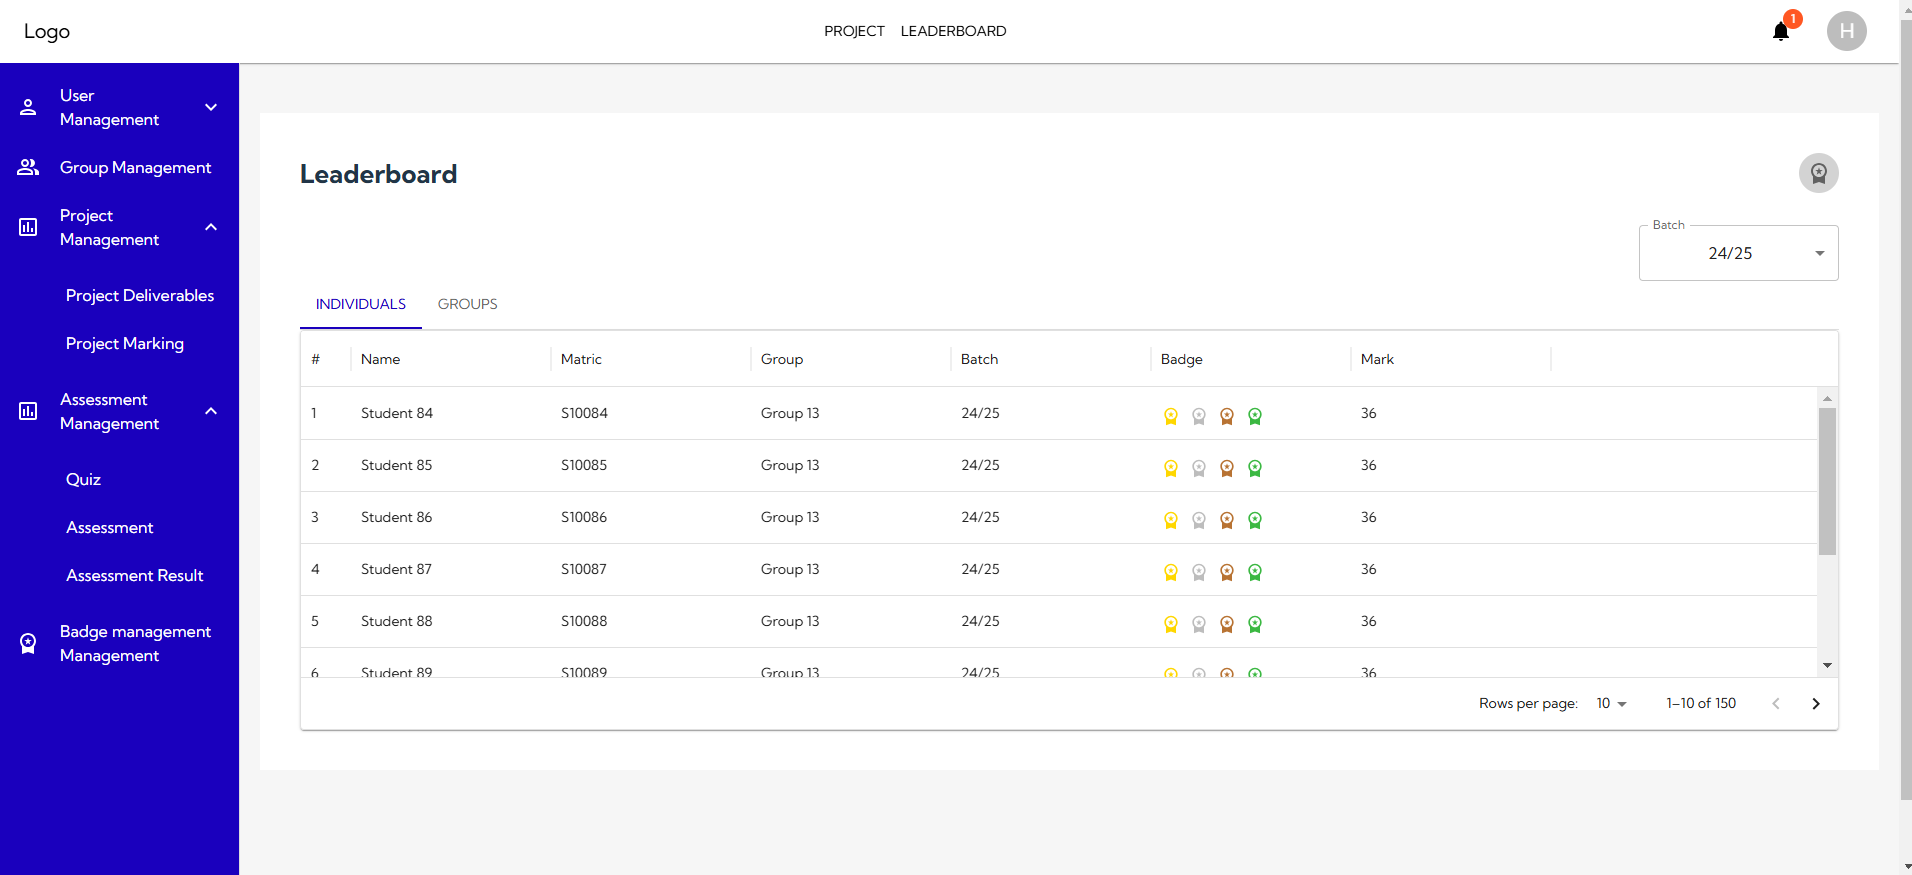 Logo
PROJECT LEADERBOARD
1
H
User
Management
Group Management
Project
Management
Project Deliverables
Project Marking
Assessment
Management
Quiz
Assessment
Assessment Result
Badge management
Management
Leaderboard
Batch
24/25
INDIVIDUALS GROUPS
# Name Matric Group Batch Badge Mark
1 Student 84 S10084 Group 13 24/25 36
2 Student 85 S10085 Group 13 24/25 36
3 Student 86 S10086 Group 13 24/25 36
4 Student 87 S10087 Group 13 24/25 36
5 Student 88 S10088 Group 13 24/25 36
6 Student 89 S10089 Group 13 24/25 36
Rows per page: 10 1–10 of 150